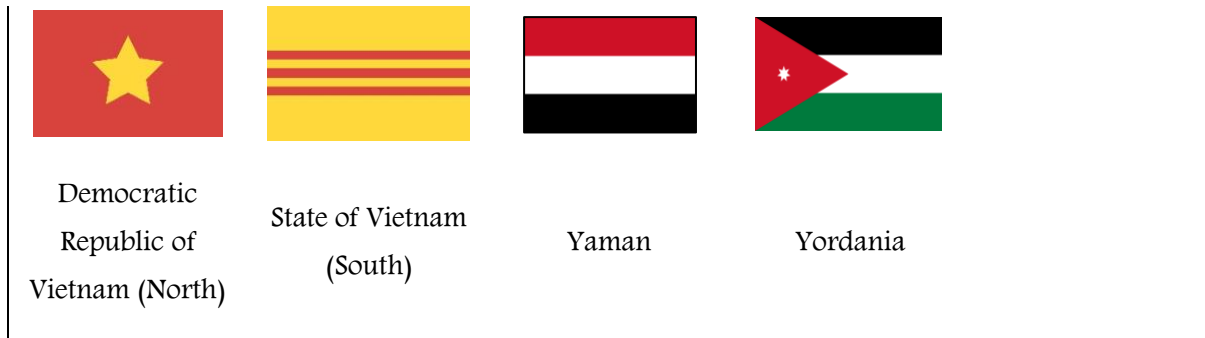 Democratic
Republic of
Vietnam (North)
State of Vietnam
(South)
Yaman
Yordania